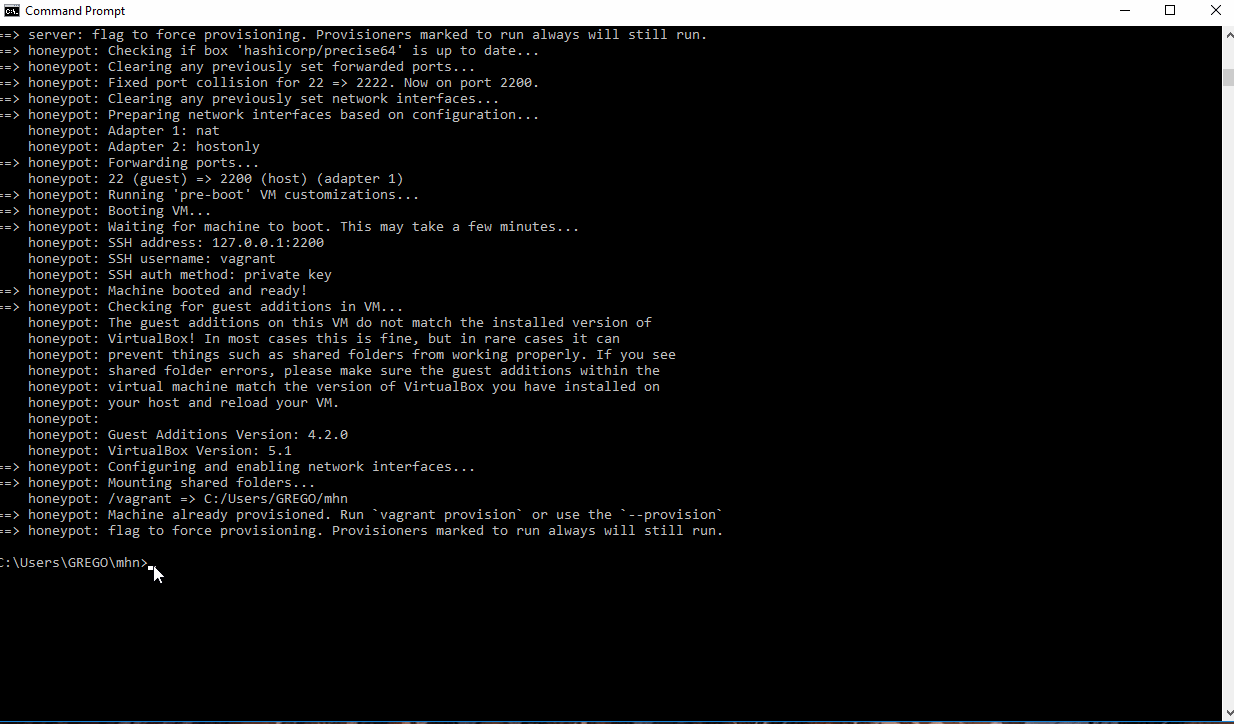 Command Prompt
==> server: flag to force provisioning. Provisioners marked to run always will still run.
==> honeypot: Checking if box 'hashicorp/precise64' is up to date...
==> honeypot: Clearing any previously set forwarded ports...
==> honeypot: Fixed port collision for 22 => 2222. Now on port 2200.
==> honeypot: Clearing any previously set network interfaces...
==> honeypot: Preparing network interfaces based on configuration...
    honeypot: Adapter 1: nat
    honeypot: Adapter 2: hostonly
==> honeypot: Forwarding ports...
    honeypot: 22 (guest) => 2200 (host) (adapter 1)
==> honeypot: Running 'pre-boot' VM customizations...
==> honeypot: Booting VM...
==> honeypot: Waiting for machine to boot. This may take a few minutes...
    honeypot: SSH address: 127.0.0.1:2200
    honeypot: SSH username: vagrant
    honeypot: SSH auth method: private key
==> honeypot: Machine booted and ready!
==> honeypot: Checking for guest additions in VM...
    honeypot: The guest additions on this VM do not match the installed version of
    honeypot: VirtualBox! In most cases this is fine, but in rare cases it can
    honeypot: prevent things such as shared folders from working properly. If you see
    honeypot: shared folder errors, please make sure the guest additions within the
    honeypot: virtual machine match the version of VirtualBox you have installed on
    honeypot: your host and reload your VM.
    honeypot:
    honeypot: Guest Additions Version: 4.2.0
    honeypot: VirtualBox Version: 5.1
==> honeypot: Configuring and enabling network interfaces...
==> honeypot: Mounting shared folders...
    honeypot: /vagrant => C:/Users/GREGO/mhn
==> honeypot: Machine already provisioned. Run `vagrant provision` or use the `--provision`
==> honeypot: flag to force provisioning. Provisioners marked to run always will still run.
C:\Users\GREGO\mhn>